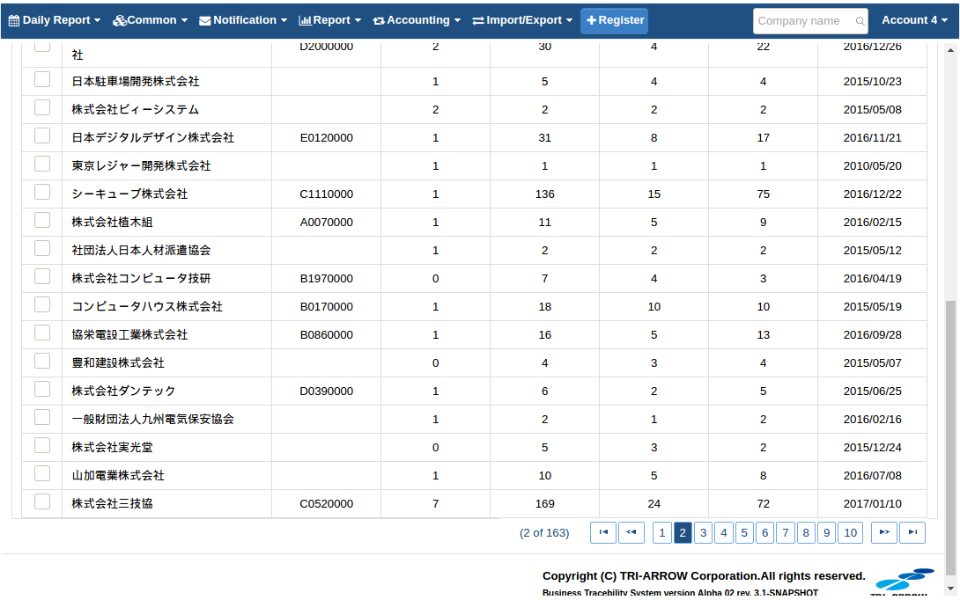 Daily Report Common Notification Report Accounting Import/Export Register Company name Account 4
社 D2000000 2 30 4 22 2016/12/26
日本駐車場開発株式会社 1 5 4 4 2015/10/23
株式会社ビィーシステム 2 2 2 2 2015/05/08
日本デジタルデザイン株式会社 E0120000 1 31 8 17 2016/11/21
東京レジャー開発株式会社 1 1 1 1 2010/05/20
シーキューブ株式会社 C1110000 1 136 15 75 2016/12/22
株式会社植木組 A0070000 1 11 5 9 2016/02/15
社団法人日本人材派遣協会 1 2 2 2 2015/05/12
株式会社コンピュータ技研 B1970000 0 7 4 3 2016/04/19
コンピュータハウス株式会社 B0170000 1 18 10 10 2015/05/19
協栄電設工業株式会社 B0860000 1 16 5 13 2016/09/28
豊和建設株式会社 0 4 3 4 2015/05/07
株式会社ダンテック D0390000 1 6 2 5 2015/06/25
一般財団法人九州電気保安協会 1 2 1 2 2016/02/16
株式会社実光堂 0 5 3 2 2015/12/24
山加電業株式会社 1 10 5 8 2016/07/08
株式会社三技協 C0520000 7 169 24 72 2017/01/10
(2 of 163) 1 2 3 4 5 6 7 8 9 10
Copyright (C) TRI-ARROW Corporation.All rights reserved.
Business Tracebility System version Alpha 02 rev. 3.1-SNAPSHOT
TRI-ARROW